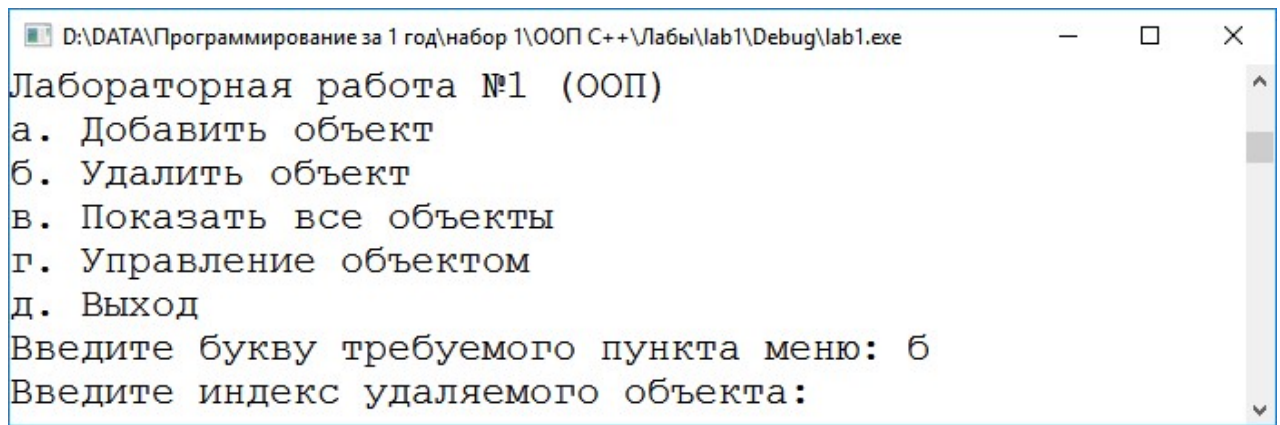 D:\DATA\Программирование за 1 год\набор 1\ООП C++\Лабы\lab1\Debug\lab1.exe
Лабораторная работа №1 (ООП)
а. Добавить объект
б. Удалить объект
в. Показать все объекты
г. Управление объектом
д. Выход
Введите букву требуемого пункта меню: б
Введите индекс удаляемого объекта: